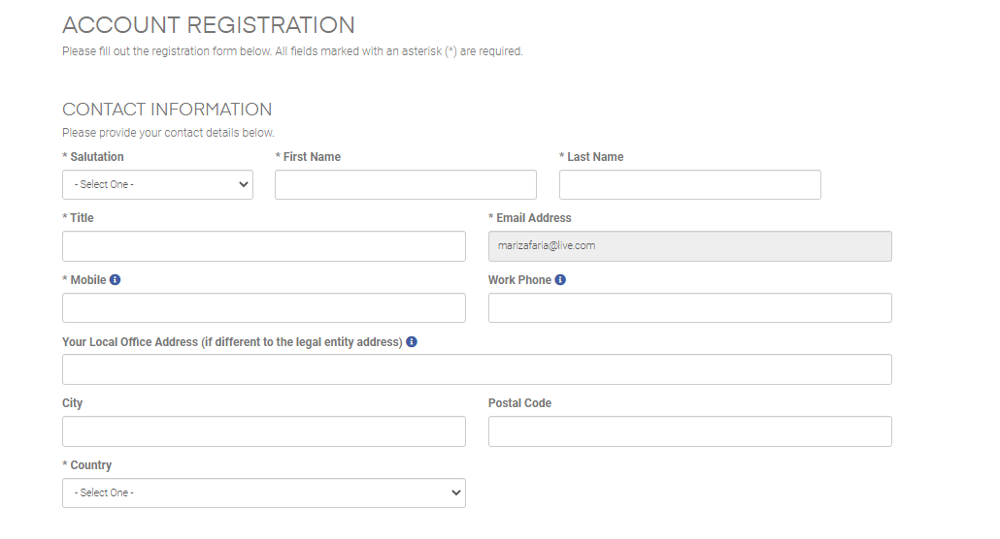 ACCOUNT REGISTRATION
Please fill out the registration form below. All fields marked with an asterisk (*) are required.
CONTACT INFORMATION
Please provide your contact details below.
* Salutation * First Name * Last Name
- Select One -
* Title * Email Address
marizafaria@live.com
* Mobile Work Phone
Your Local Office Address (if different to the legal entity address)
City Postal Code
* Country
- Select One -